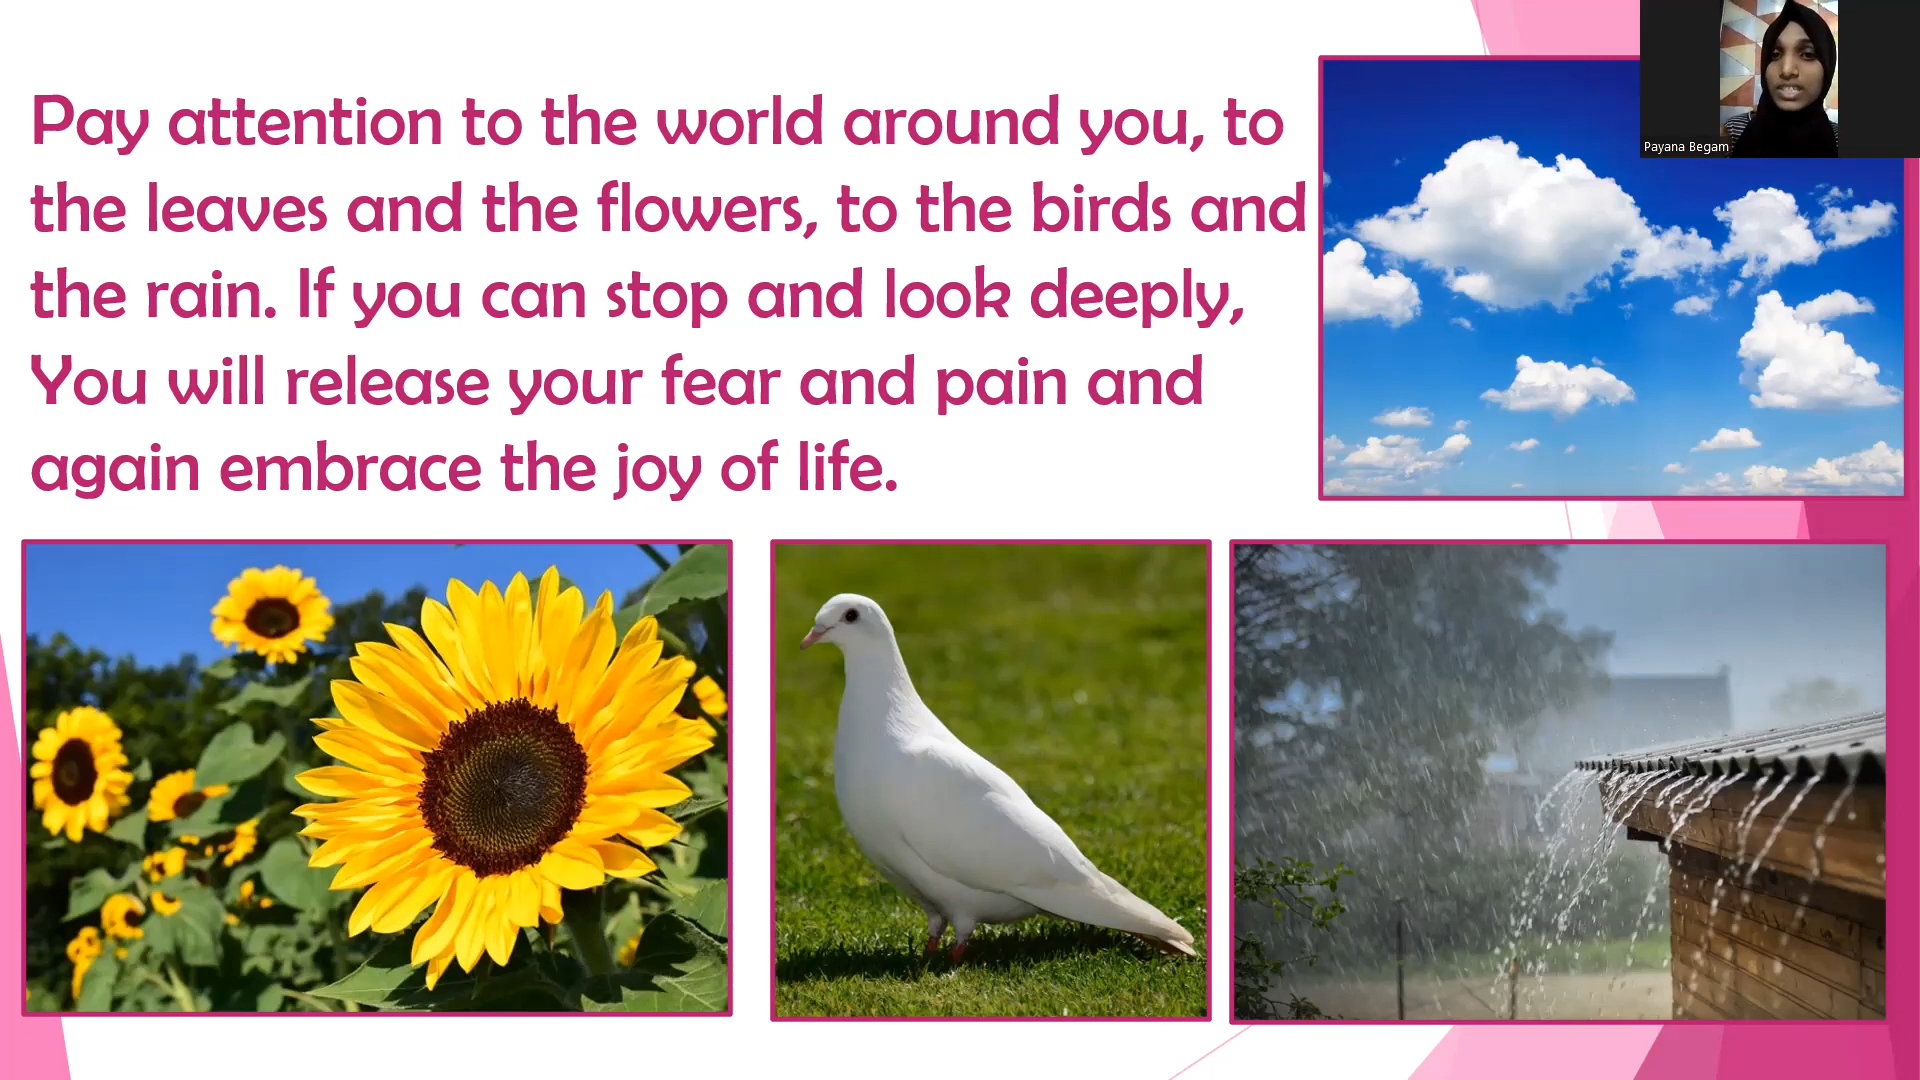 Pay attention to the world around you, to
the leaves and the flowers, to the birds and
the rain. If you can stop and look deeply,
You will release your fear and pain and
again embrace the joy of life.
Payana Begam